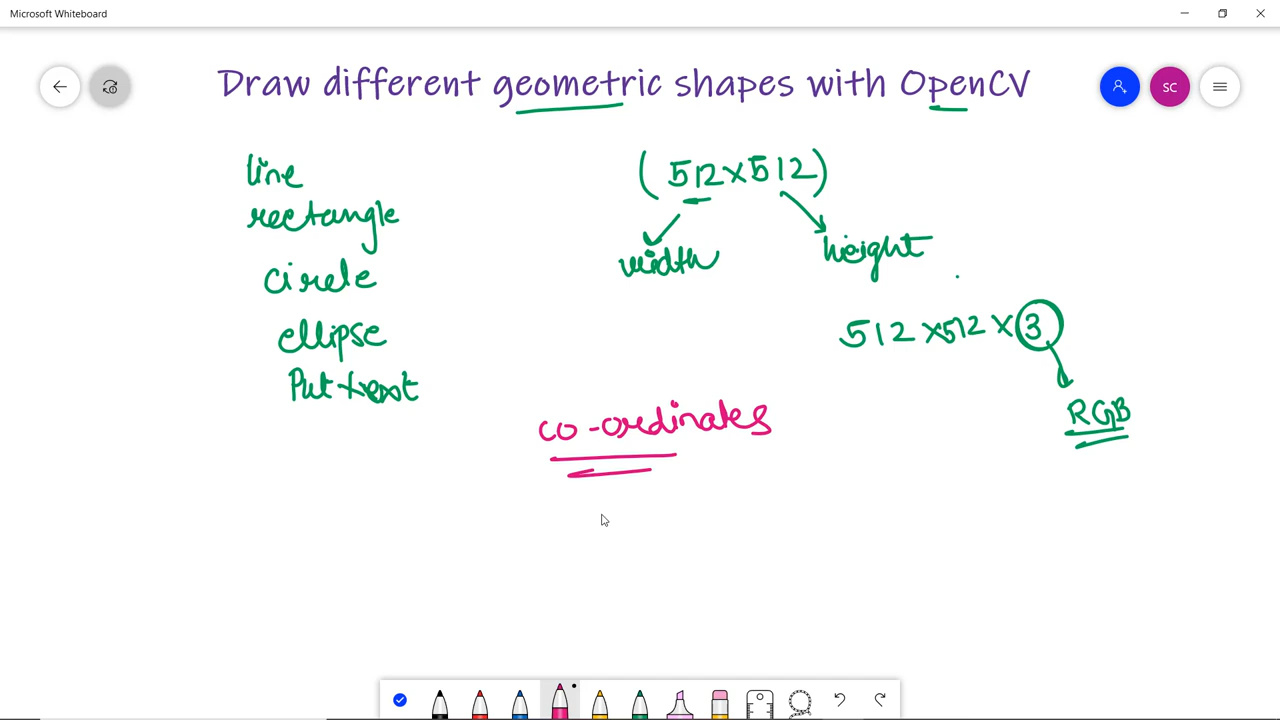 Microsoft Whiteboard
Draw different geometric shapes with OpenCV
SC
line
rectangle
circle
ellipse
Put text
(512x512)
width
height
512x512x3
RGB
co-ordinates